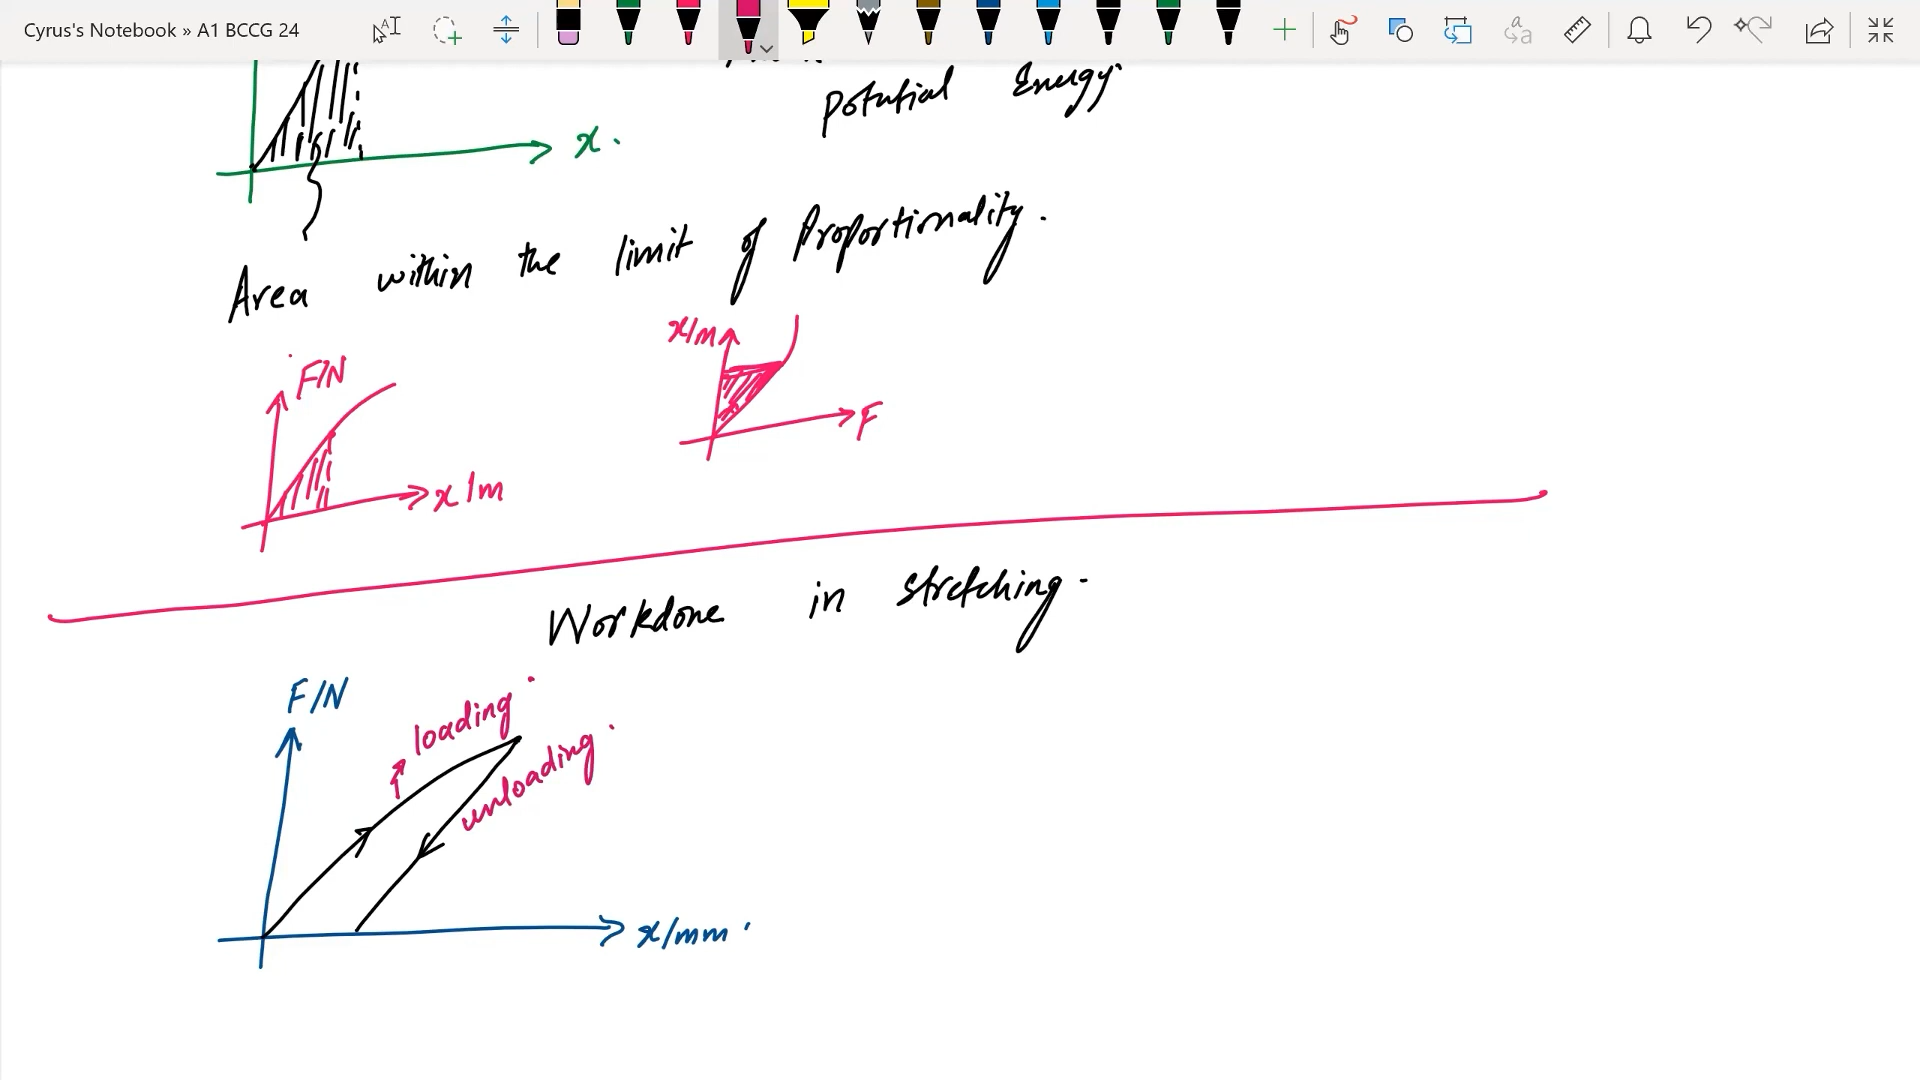 Cyrus's Notebook » A1 BCCG 24
x.
Potential Energy.
Area within the limit of Proportionality.
F/N
x/m
x/m
F
Workdone in stretching.
F/N
loading
unloading
x/mm